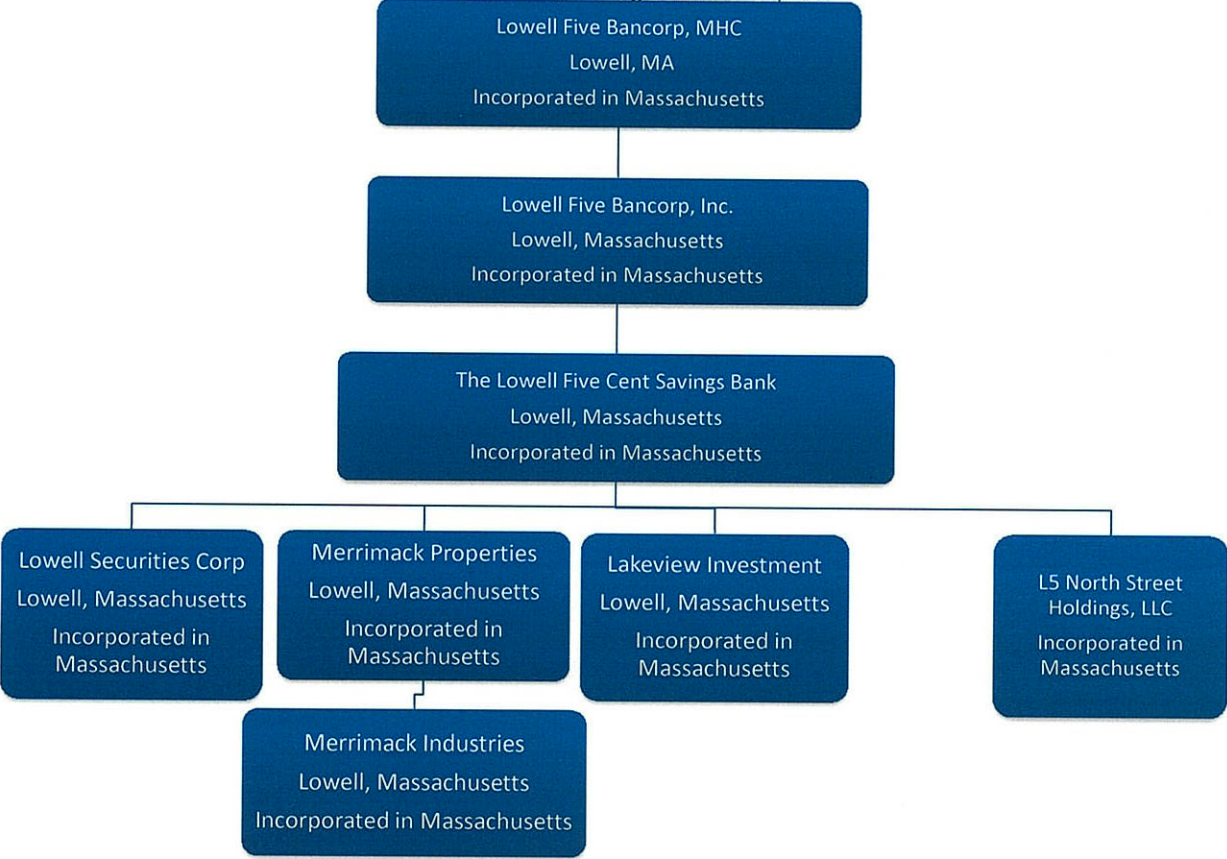 Lowell Five Bancorp, MHC
Lowell, MA
Incorporated in Massachusetts
Lowell Five Bancorp, Inc.
Lowell, Massachusetts
Incorporated in Massachusetts
The Lowell Five Cent Savings Bank
Lowell, Massachusetts
Incorporated in Massachusetts
Lowell Securities Corp
Lowell, Massachusetts
Incorporated in
Massachusetts
Merrimack Properties
Lowell, Massachusetts
Incorporated in
Massachusetts
Lakeview Investment
Lowell, Massachusetts
Incorporated in
Massachusetts
L5 North Street
Holdings, LLC
Incorporated in
Massachusetts
Merrimack Industries
Lowell, Massachusetts
Incorporated in Massachusetts